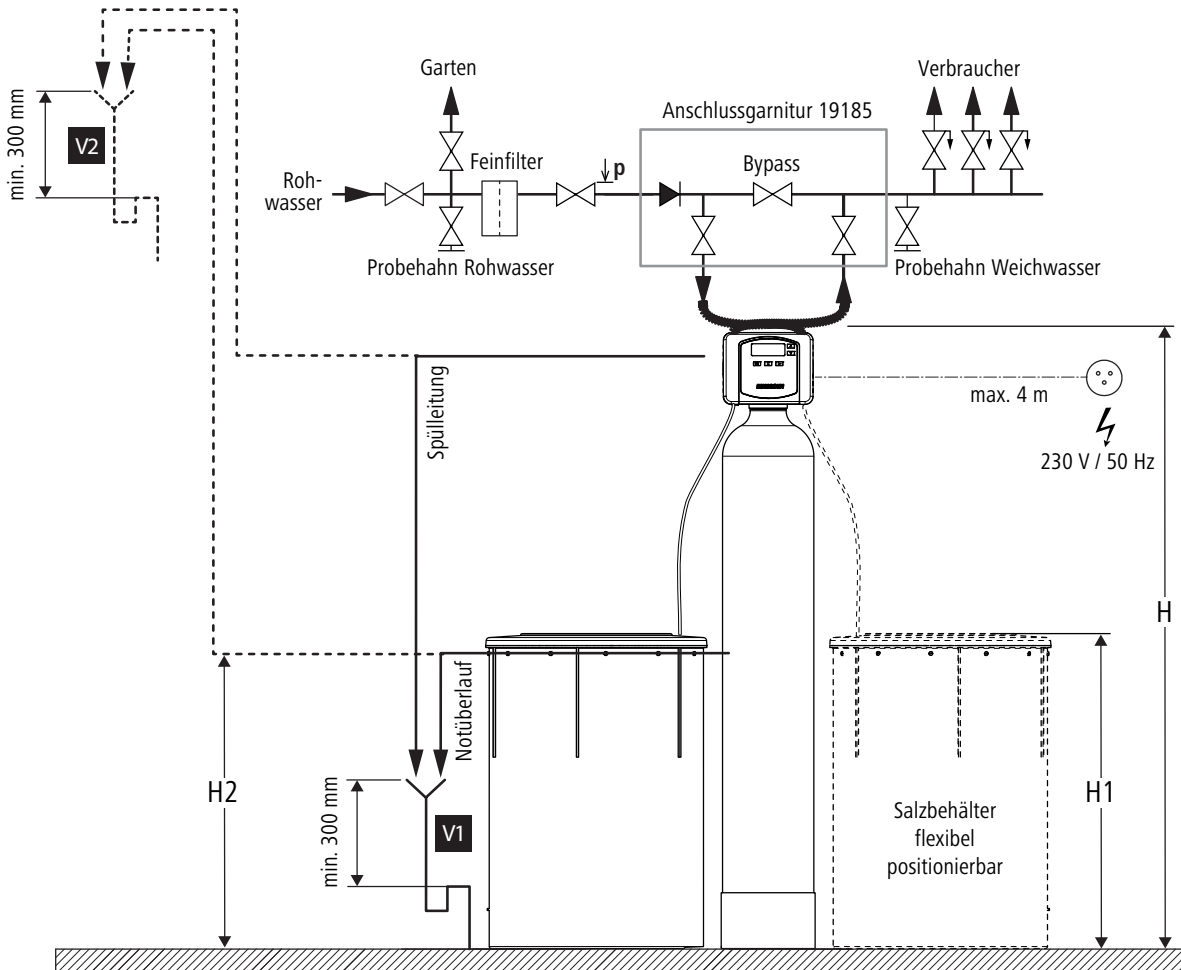 Garten
Verbraucher
Anschlussgarnitur 19185
min. 300 mm
V2
Feinfilter
p
Bypass
Roh-
wasser
Probehahn Rohwasser
Probehahn Weichwasser
max. 4 m
230 V / 50 Hz
Spülleitung
H
Notüberlauf
H2
min. 300 mm
V1
H1
Salzbehälter
flexibel
positionierbar